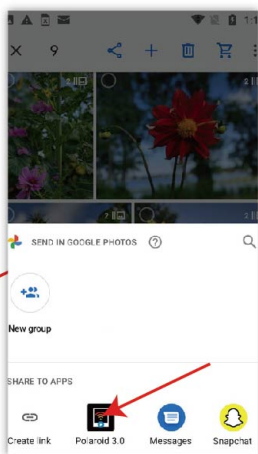 9
SEND IN GOOGLE PHOTOS
New group
SHARE TO APPS
Create link Polaroid 3.0 Messages Snapchat